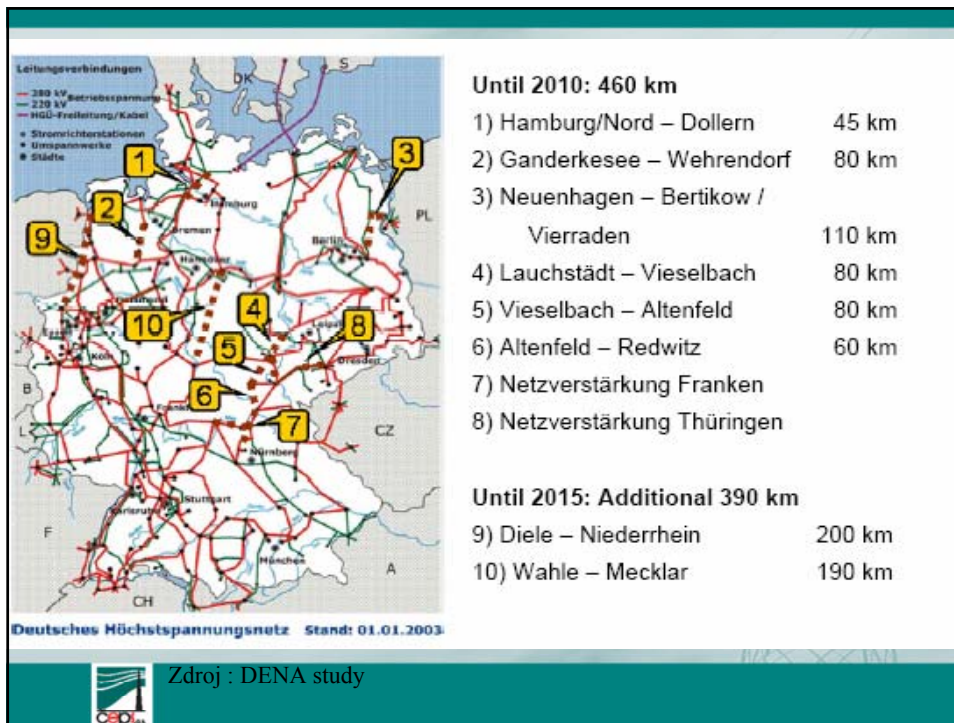 Leitungsverbindungen
380 kV Betriebsspannung
220 kV
HGÜ-Freileitung/Kabel
Stromrichterstationen
Umspannwerke
Städte
DK
S
PL
B
L
F
CH
A
CZ
Hamburg
Bremen
Hannover
Berlin
Essen
Köln
Leipzig
Dresden
Nürnberg
Stuttgart
Karlsruhe
München
1
2
3
9
10
4
8
5
6
7
Deutsches Höchstspannungsnetz Stand: 01.01.2003
Until 2010: 460 km
1) Hamburg/Nord – Dollern 45 km
2) Ganderkesee – Wehrendorf 80 km
3) Neuenhagen – Bertikow /
Vierraden 110 km
4) Lauchstädt – Vieselbach 80 km
5) Vieselbach – Altenfeld 80 km
6) Altenfeld – Redwitz 60 km
7) Netzverstärkung Franken
8) Netzverstärkung Thüringen
Until 2015: Additional 390 km
9) Diele – Niederrhein 200 km
10) Wahle – Mecklar 190 km
Zdroj : DENA study